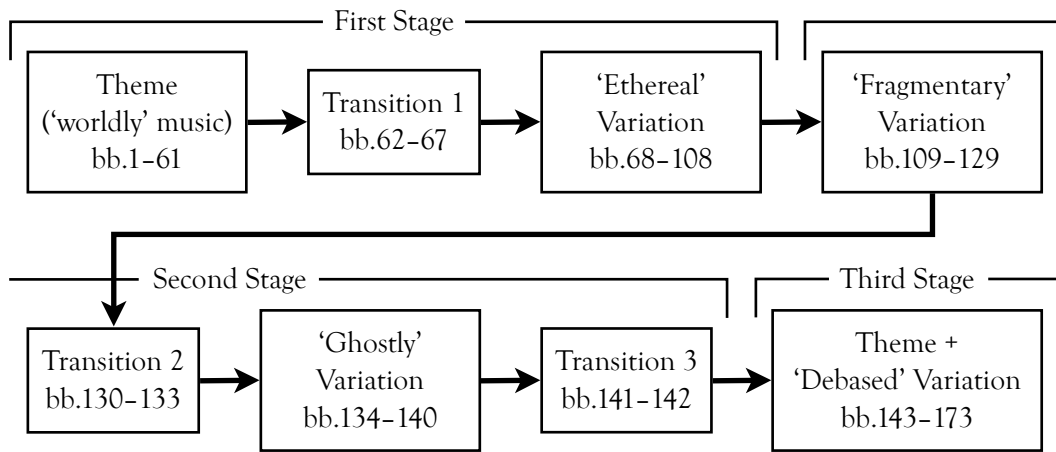 First Stage
Theme
(‘worldly’ music)
bb.1–61
Transition 1
bb.62–67
‘Ethereal’
Variation
bb.68–108
‘Fragmentary’
Variation
bb.109–129
Second Stage
Third Stage
Transition 2
bb.130–133
‘Ghostly’
Variation
bb.134–140
Transition 3
bb.141–142
Theme +
‘Debased’ Variation
bb.143–173